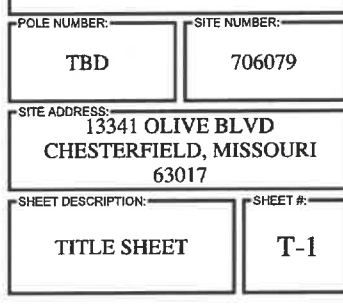 POLE NUMBER:
SITE NUMBER:
TBD
706079
SITE ADDRESS:
13341 OLIVE BLVD
CHESTERFIELD, MISSOURI
63017
SHEET DESCRIPTION:
SHEET #:
TITLE SHEET
T-1